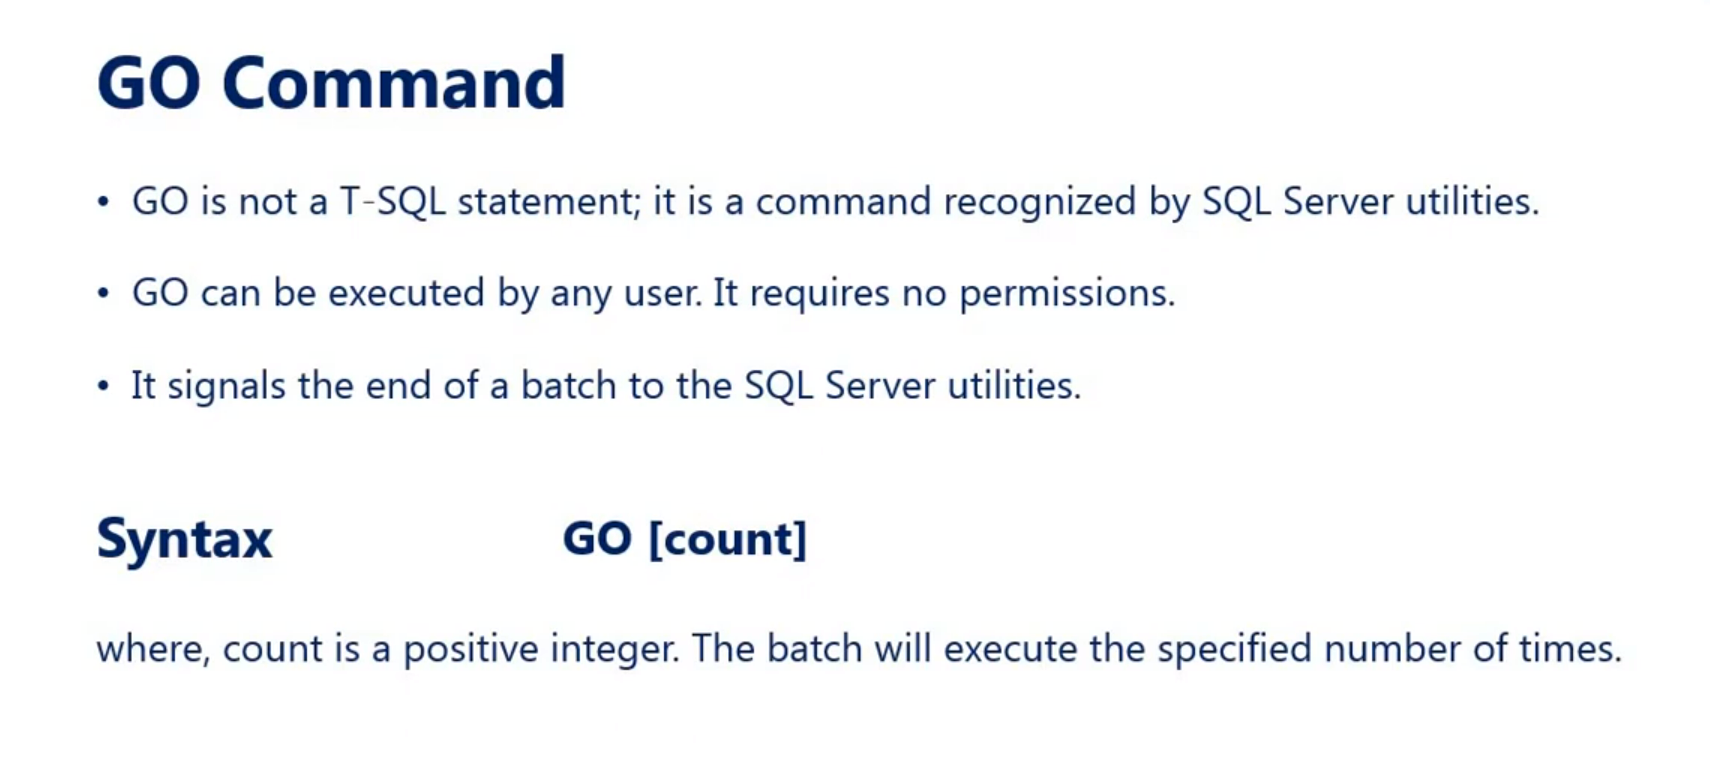 GO Command
• GO is not a T-SQL statement; it is a command recognized by SQL Server utilities.
• GO can be executed by any user. It requires no permissions.
• It signals the end of a batch to the SQL Server utilities.
Syntax GO [count]
where, count is a positive integer. The batch will execute the specified number of times.